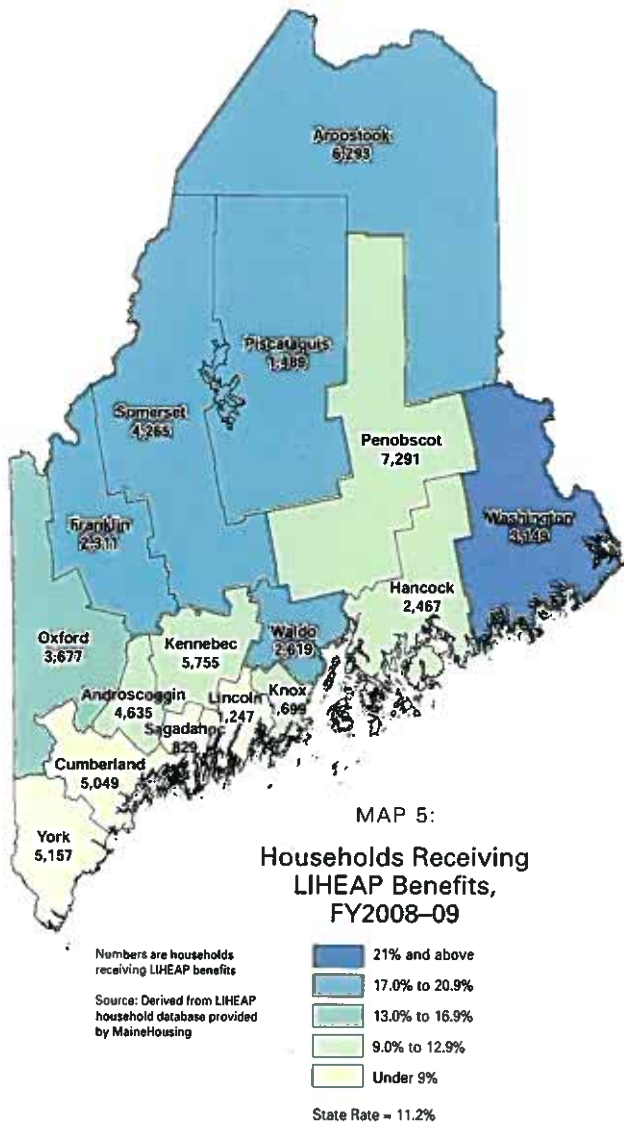 Aroostook
6,293
Piscataquis
1,489
Somerset
4,265
Penobscot
7,291
Franklin
2,311
Washington
3,149
Hancock
2,467
Oxford
3,677
Kennebec
5,755
Waldo
2,619
Androscoggin
4,635
Lincoln
1,247
Knox
,699
Sagadahoc
829
Cumberland
5,049
York
5,157
MAP 5:
Households Receiving
LIHEAP Benefits,
FY2008–09
Numbers are households
receiving LIHEAP benefits
Source: Derived from LIHEAP
household database provided
by MaineHousing
21% and above
17.0% to 20.9%
13.0% to 16.9%
9.0% to 12.9%
Under 9%
State Rate = 11.2%